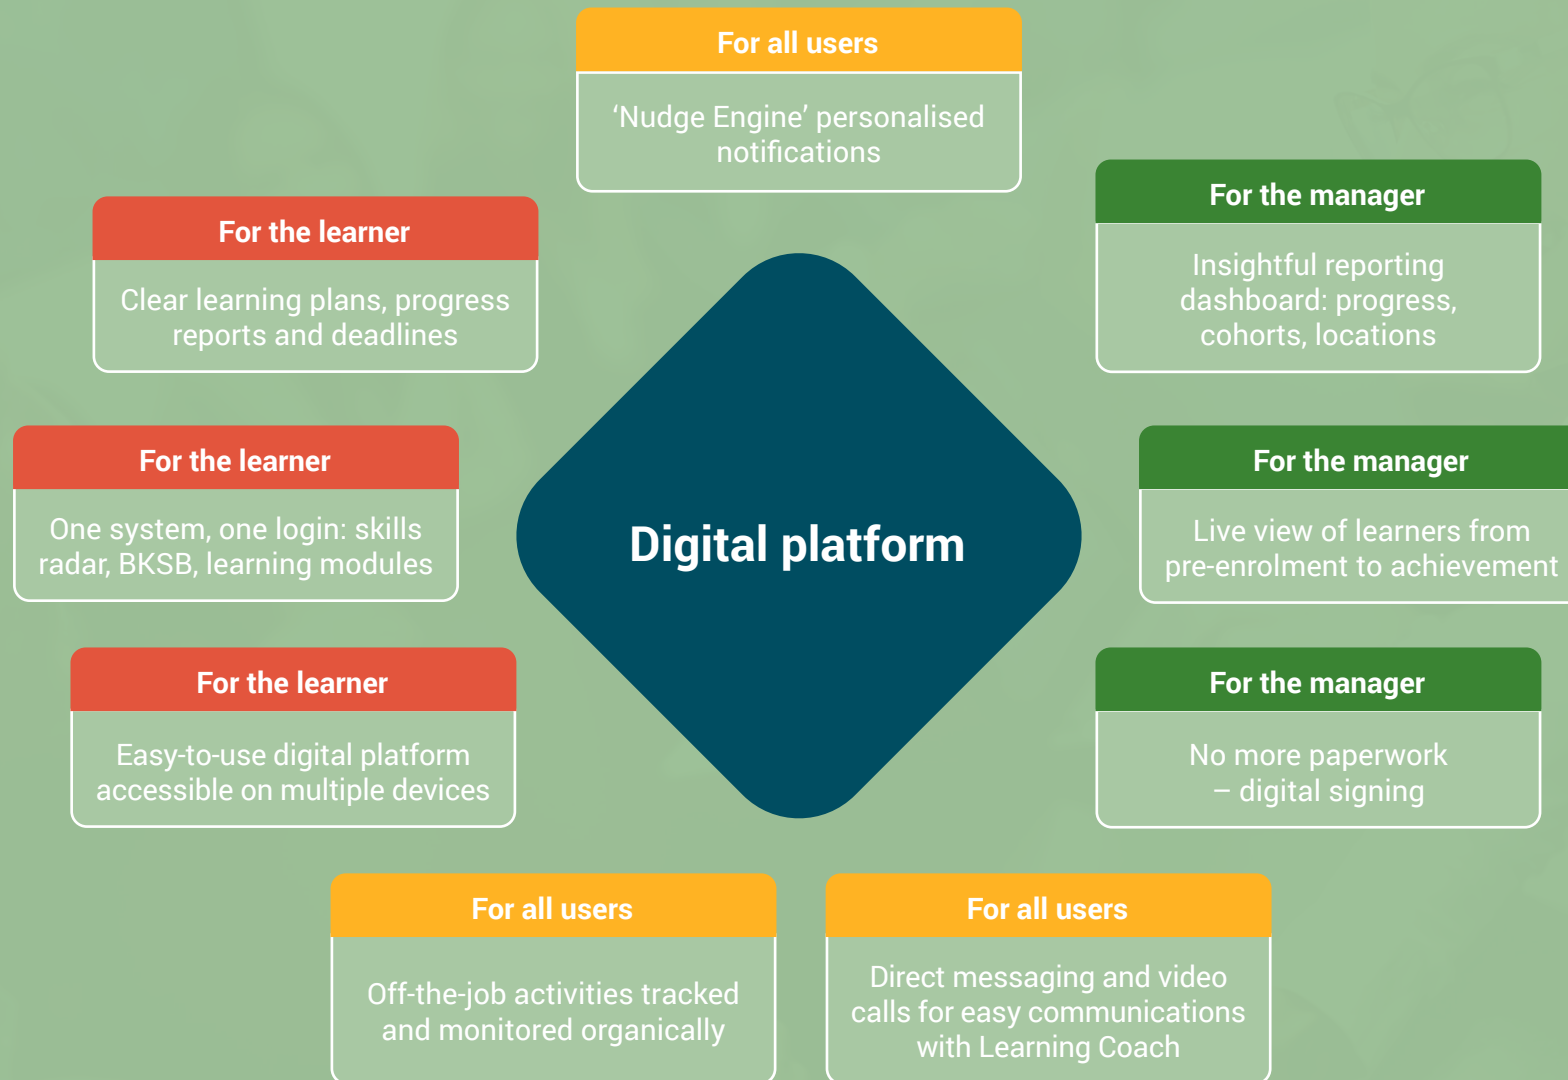 For all users
‘Nudge Engine’ personalised
notifications
For the learner
Clear learning plans, progress
reports and deadlines
For the manager
Insightful reporting
dashboard: progress,
cohorts, locations
For the learner
One system, one login: skills
radar, BKSB, learning modules
Digital platform
For the manager
Live view of learners from
pre-enrolment to achievement
For the learner
Easy-to-use digital platform
accessible on multiple devices
For the manager
No more paperwork
– digital signing
For all users
Off-the-job activities tracked
and monitored organically
For all users
Direct messaging and video
calls for easy communications
with Learning Coach